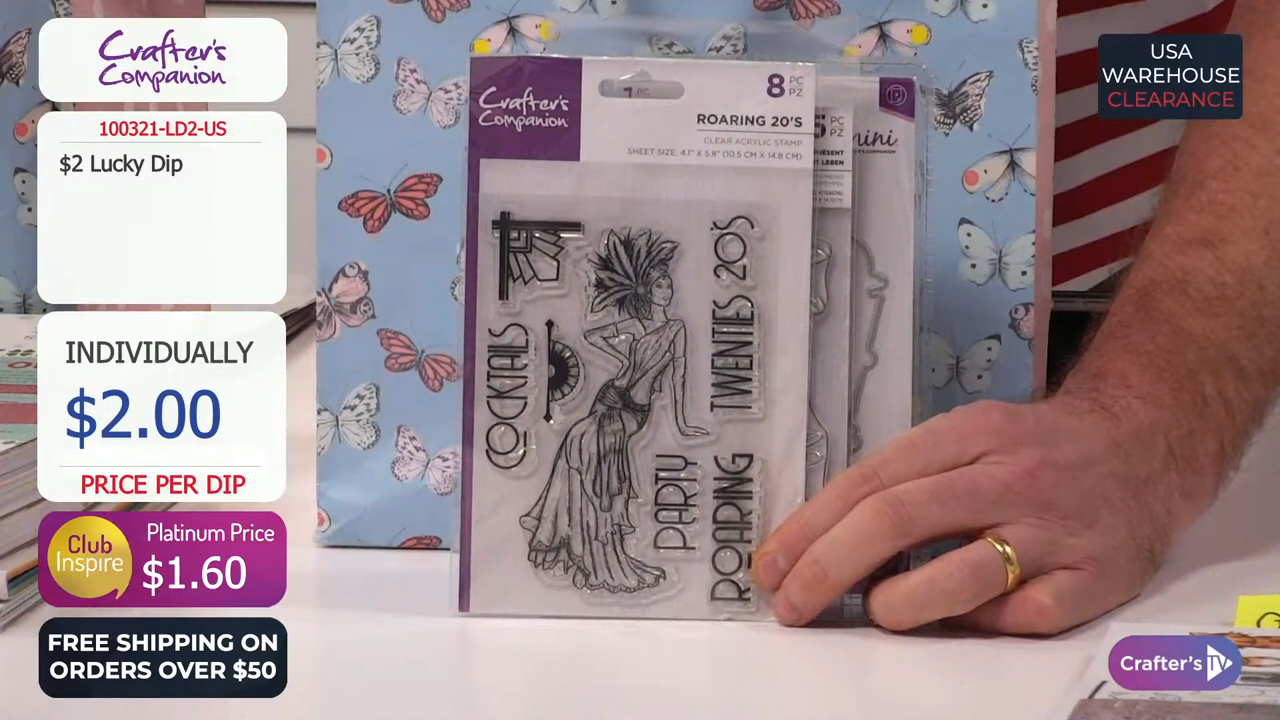 Crafter's
Companion
100321-LD2-US
$2 Lucky Dip
INDIVIDUALLY
$2.00
PRICE PER DIP
Club
Inspire
Platinum Price
$1.60
FREE SHIPPING ON
ORDERS OVER $50
USA
WAREHOUSE
CLEARANCE
Crafter's
Companion
8 PC
PZ
ROARING 20'S
CLEAR ACRYLIC STAMP
SHEET SIZE: 4.1" X 5.8" (10.5 CM X 14.8 CM)
COCKTAILS
PARTY
ROARING TWENTIES 20'S
5 PC
PZ
Crafter's TV